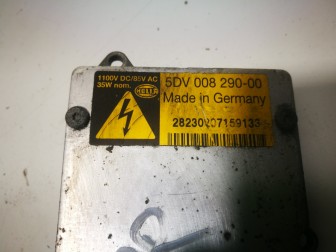 1100V DC/85V AC
35W nom.
HELLA
5DV 008 290-00
Made in Germany
28230207159133